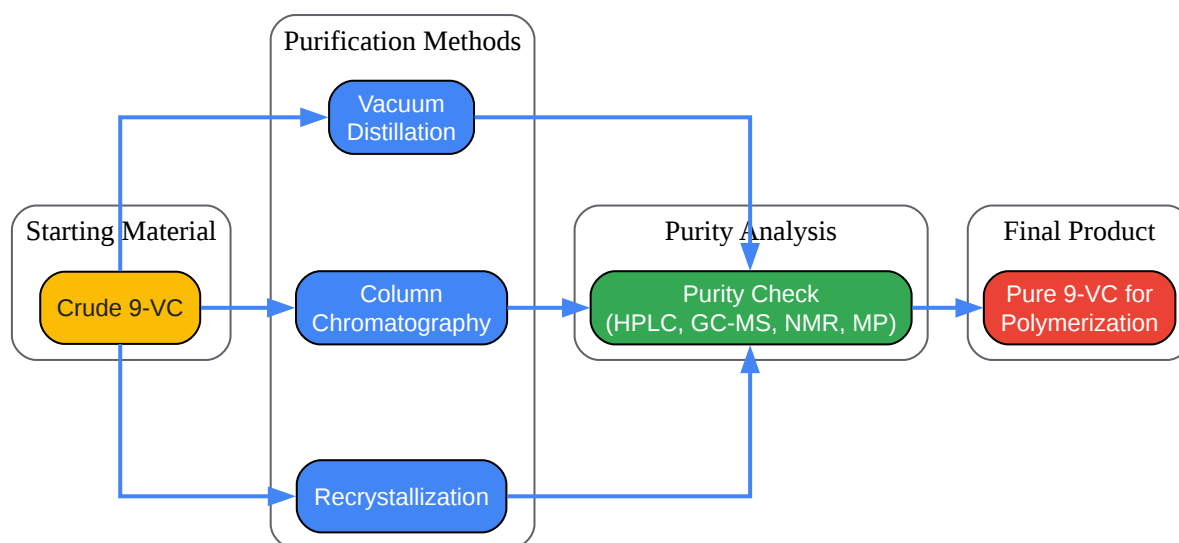 Purification Methods
Vacuum
Distillation
Starting Material
Crude 9-VC
Column
Chromatography
Recrystallization
Purity Analysis
Purity Check
(HPLC, GC-MS, NMR, MP)
Final Product
Pure 9-VC for
Polymerization